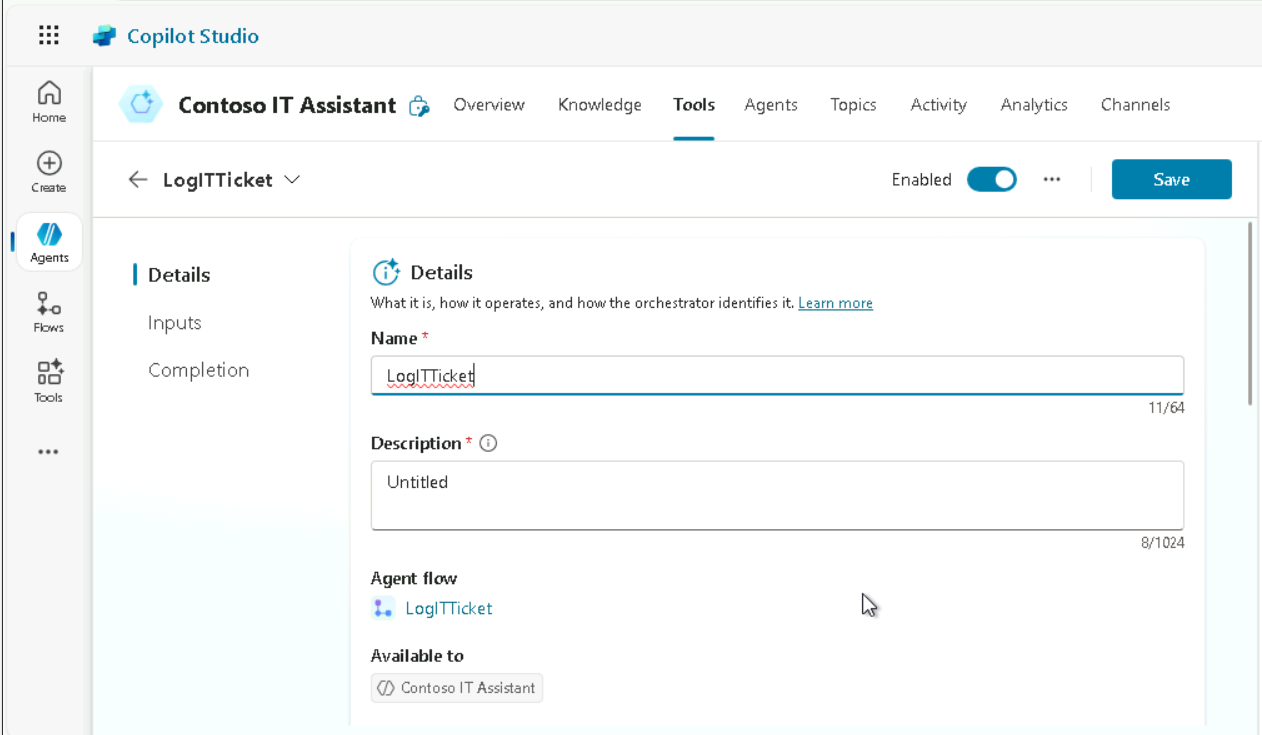 Copilot Studio
Home
Create
Agents
Flows
Tools
Contoso IT Assistant Overview Knowledge Tools Agents Topics Activity Analytics Channels
LogITTicket Enabled Save
Details
Inputs
Completion
Details
What it is, how it operates, and how the orchestrator identifies it. Learn more
Name *
LogITTicket
11/64
Description *
Untitled
8/1024
Agent flow
LogITTicket
Available to
Contoso IT Assistant